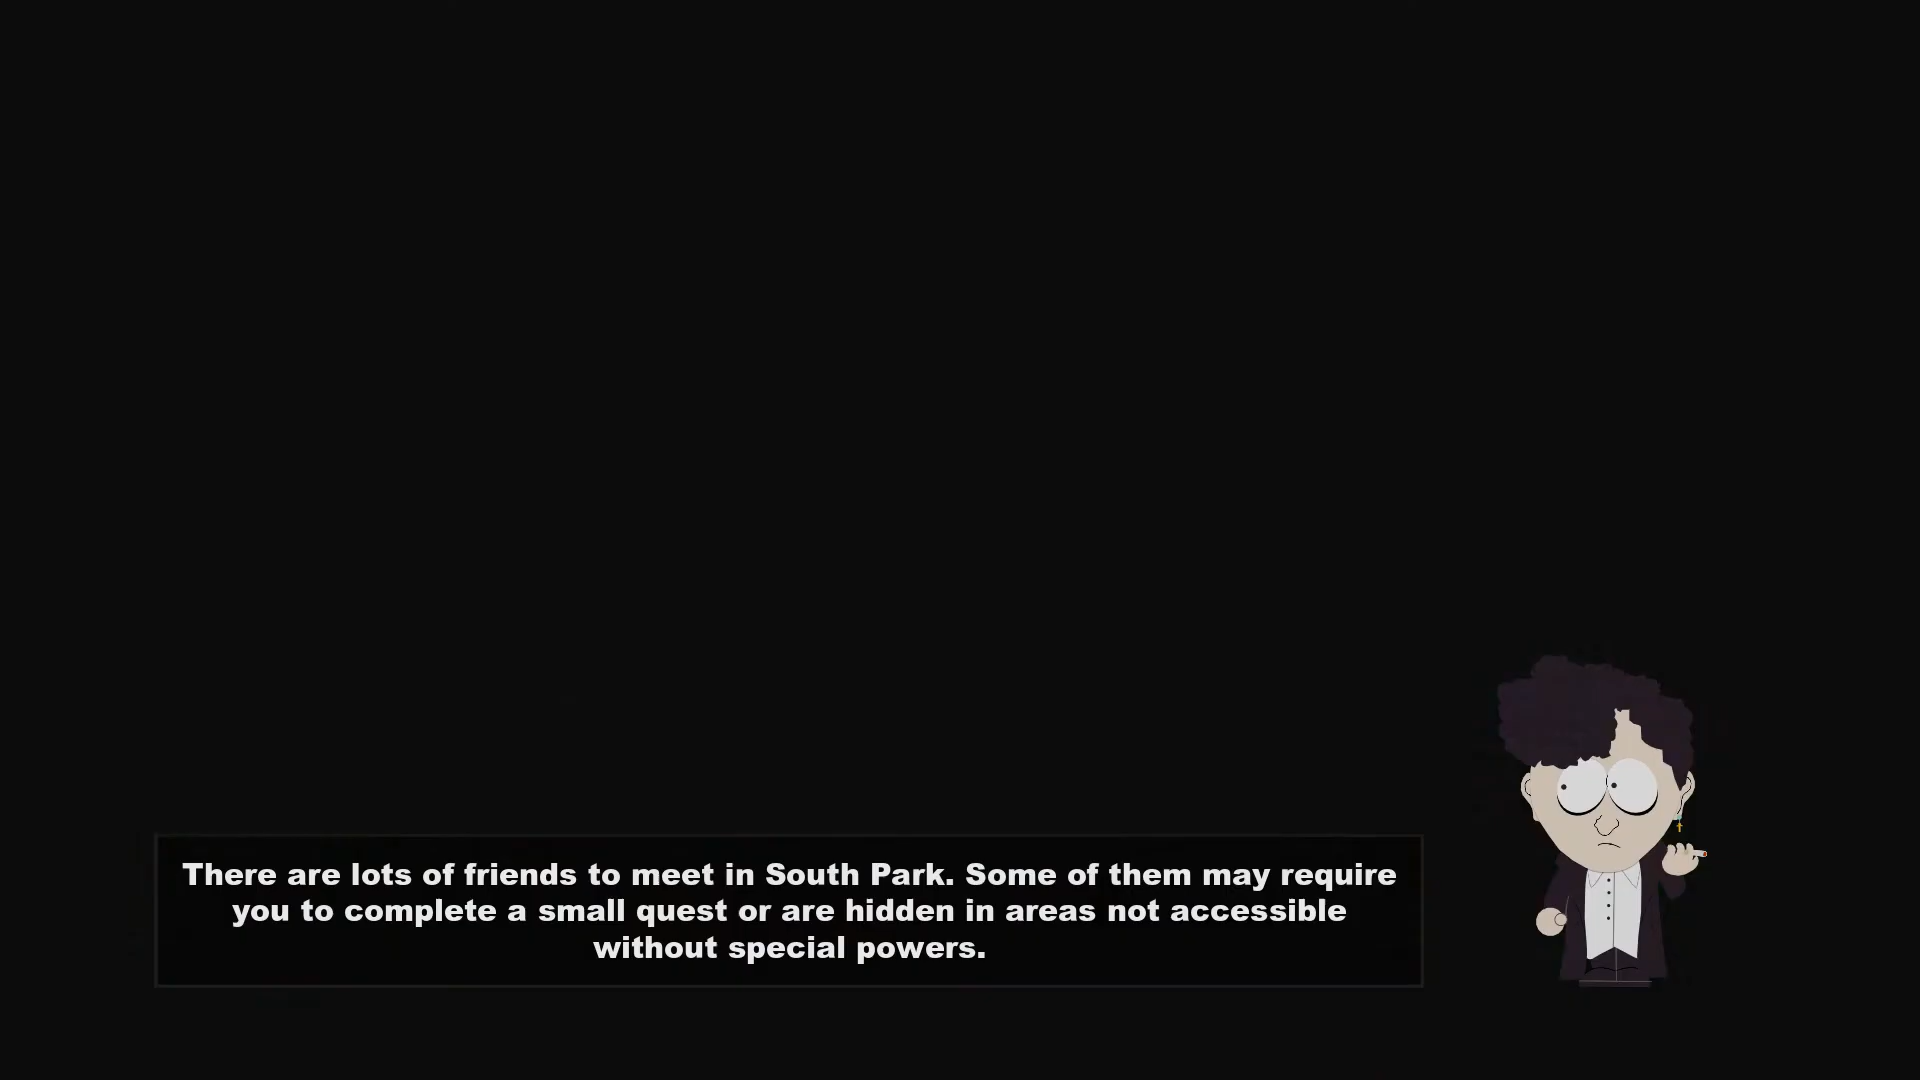 There are lots of friends to meet in South Park. Some of them may require
you to complete a small quest or are hidden in areas not accessible
without special powers.